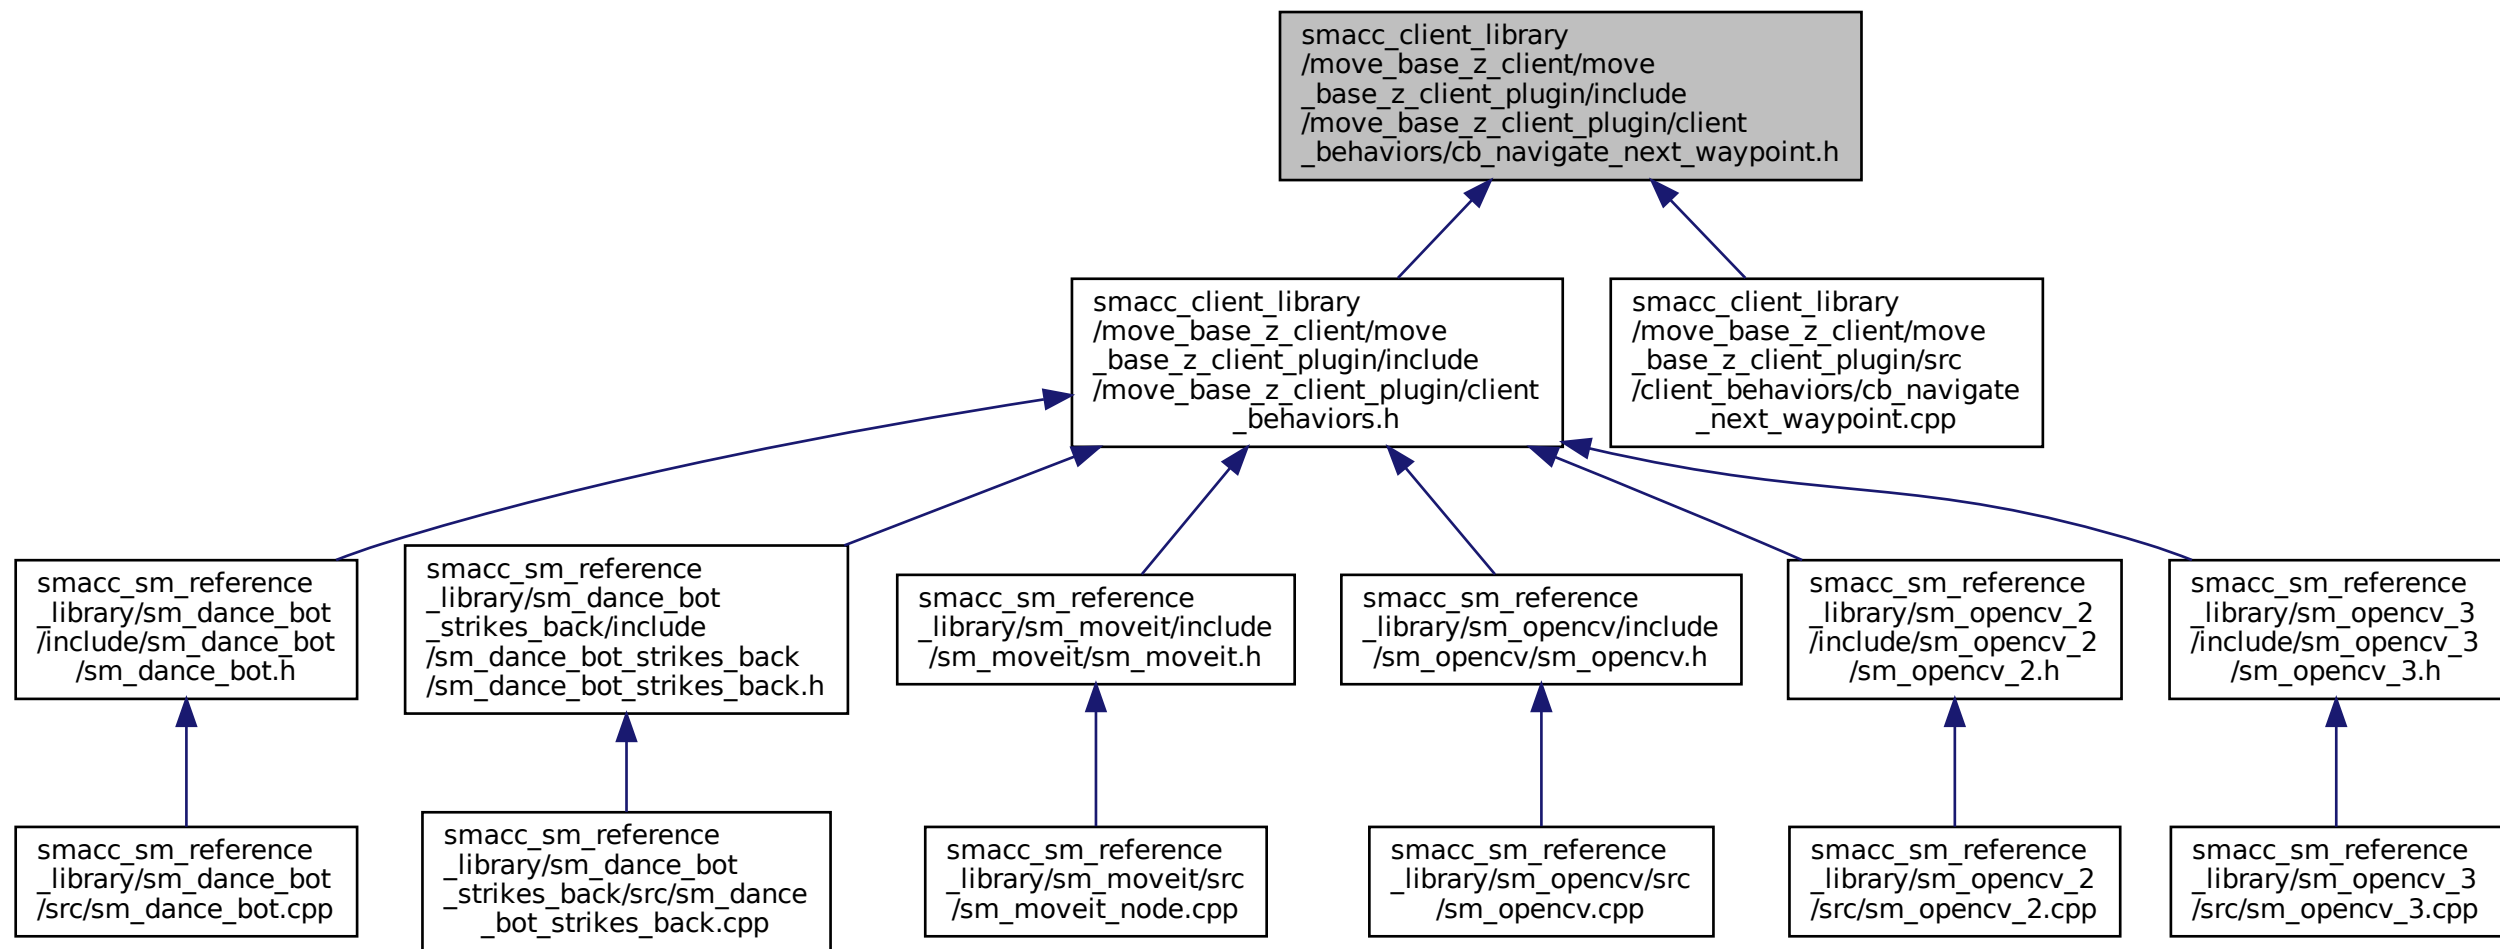 smacc_client_library
/move_base_z_client/move
_base_z_client_plugin/include
/move_base_z_client_plugin/client
_behaviors/cb_navigate_next_waypoint.h
smacc_client_library
/move_base_z_client/move
_base_z_client_plugin/include
/move_base_z_client_plugin/client
_behaviors.h
smacc_client_library
/move_base_z_client/move
_base_z_client_plugin/src
/client_behaviors/cb_navigate
_next_waypoint.cpp
smacc_sm_reference
_library/sm_dance_bot
/include/sm_dance_bot
/sm_dance_bot.h
smacc_sm_reference
_library/sm_dance_bot
_strikes_back/include
/sm_dance_bot_strikes_back
/sm_dance_bot_strikes_back.h
smacc_sm_reference
_library/sm_moveit/include
/sm_moveit/sm_moveit.h
smacc_sm_reference
_library/sm_opencv/include
/sm_opencv/sm_opencv.h
smacc_sm_reference
_library/sm_opencv_2
/include/sm_opencv_2
/sm_opencv_2.h
smacc_sm_reference
_library/sm_opencv_3
/include/sm_opencv_3
/sm_opencv_3.h
smacc_sm_reference
_library/sm_dance_bot
/src/sm_dance_bot.cpp
smacc_sm_reference
_library/sm_dance_bot
_strikes_back/src/sm_dance
_bot_strikes_back.cpp
smacc_sm_reference
_library/sm_moveit/src
/sm_moveit_node.cpp
smacc_sm_reference
_library/sm_opencv/src
/sm_opencv.cpp
smacc_sm_reference
_library/sm_opencv_2
/src/sm_opencv_2.cpp
smacc_sm_reference
_library/sm_opencv_3
/src/sm_opencv_3.cpp